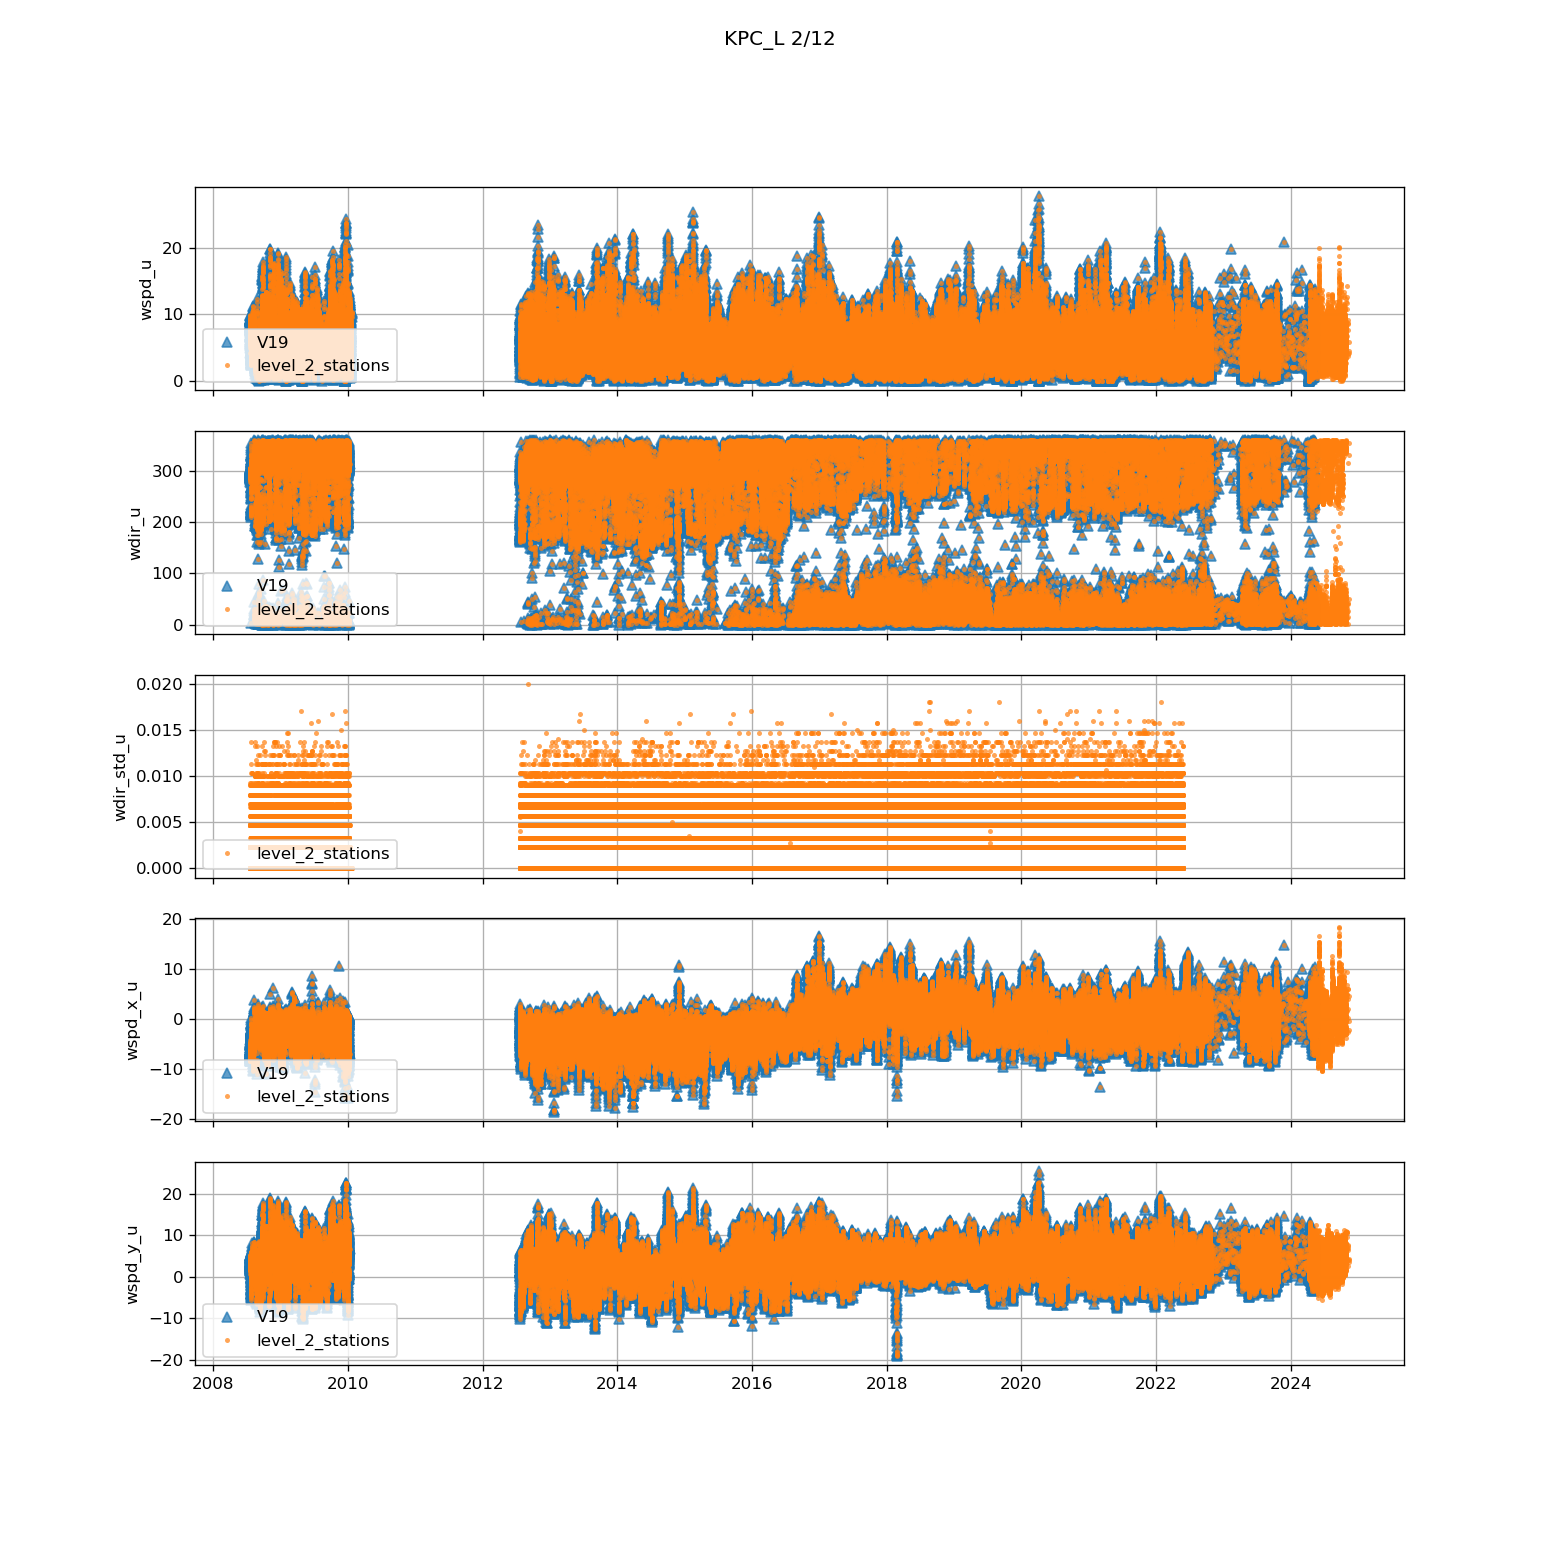 KPC_L 2/12
wspd_u
20
10
0
V19
level_2_stations
wdir_u
300
200
100
0
V19
level_2_stations
wdir_std_u
0.020
0.015
0.010
0.005
0.000
level_2_stations
wspd_x_u
20
10
0
−10
−20
V19
level_2_stations
wspd_y_u
20
10
0
−10
−20
V19
level_2_stations
2008 2010 2012 2014 2016 2018 2020 2022 2024